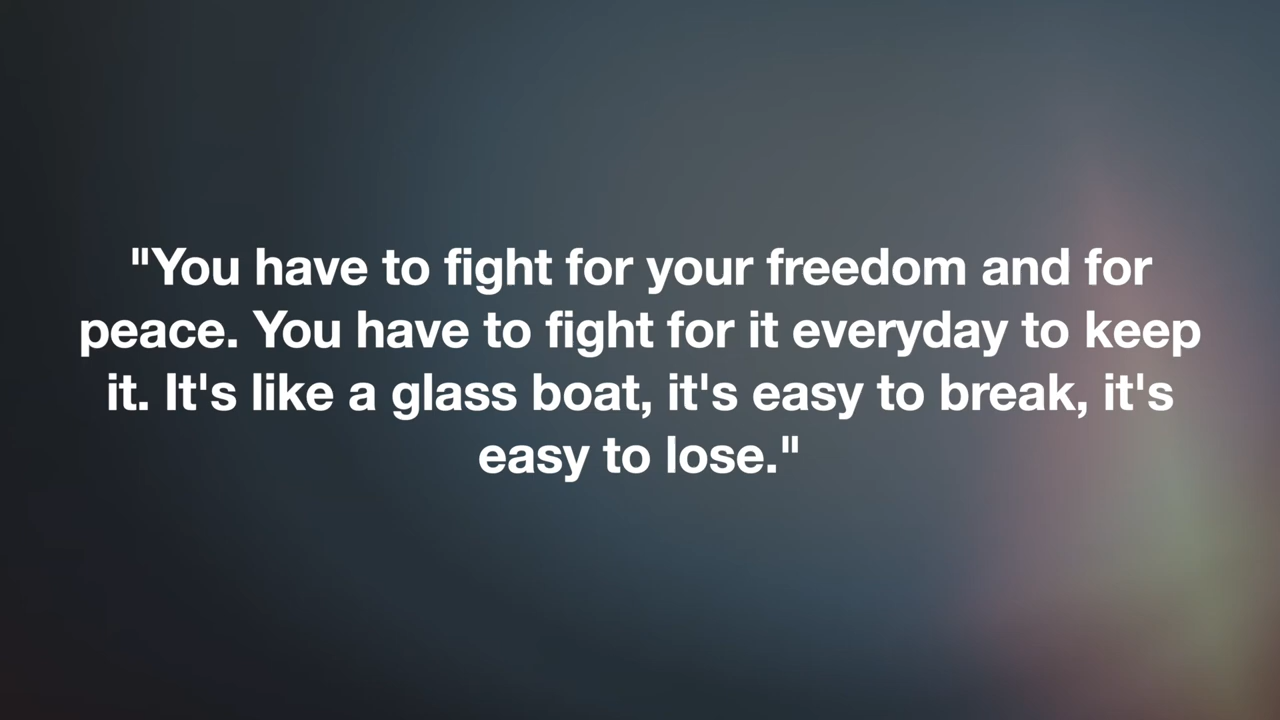 "You have to fight for your freedom and for
peace. You have to fight for it everyday to keep
it. It's like a glass boat, it's easy to break, it's
easy to lose."